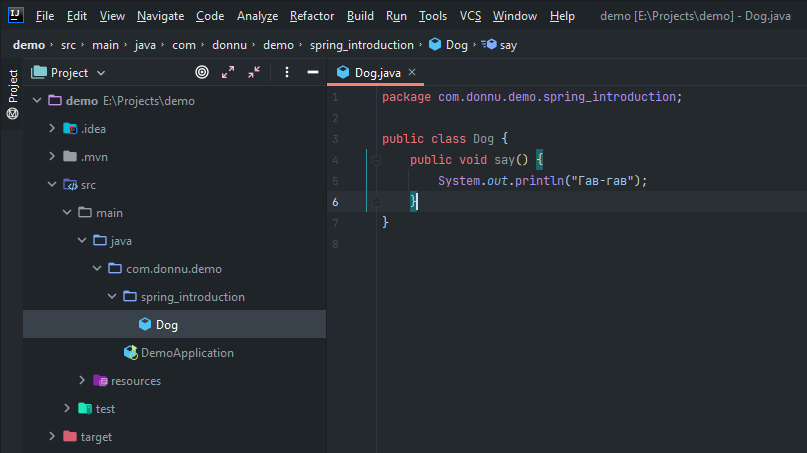 IJ File Edit View Navigate Code Analyze Refactor Build Run Tools VCS Window Help demo [E:\Projects\demo] - Dog.java
demo › src › main › java › com › donnu › demo › spring_introduction › Dog › say
Project
Project
demo E:\Projects\demo
.idea
.mvn
src
main
java
com.donnu.demo
spring_introduction
Dog
DemoApplication
resources
test
target
Dog.java ×
1 package com.donnu.demo.spring_introduction;
2
3 public class Dog {
4 public void say() {
5 System.out.println("Гав-гав");
6 }
7 }
8